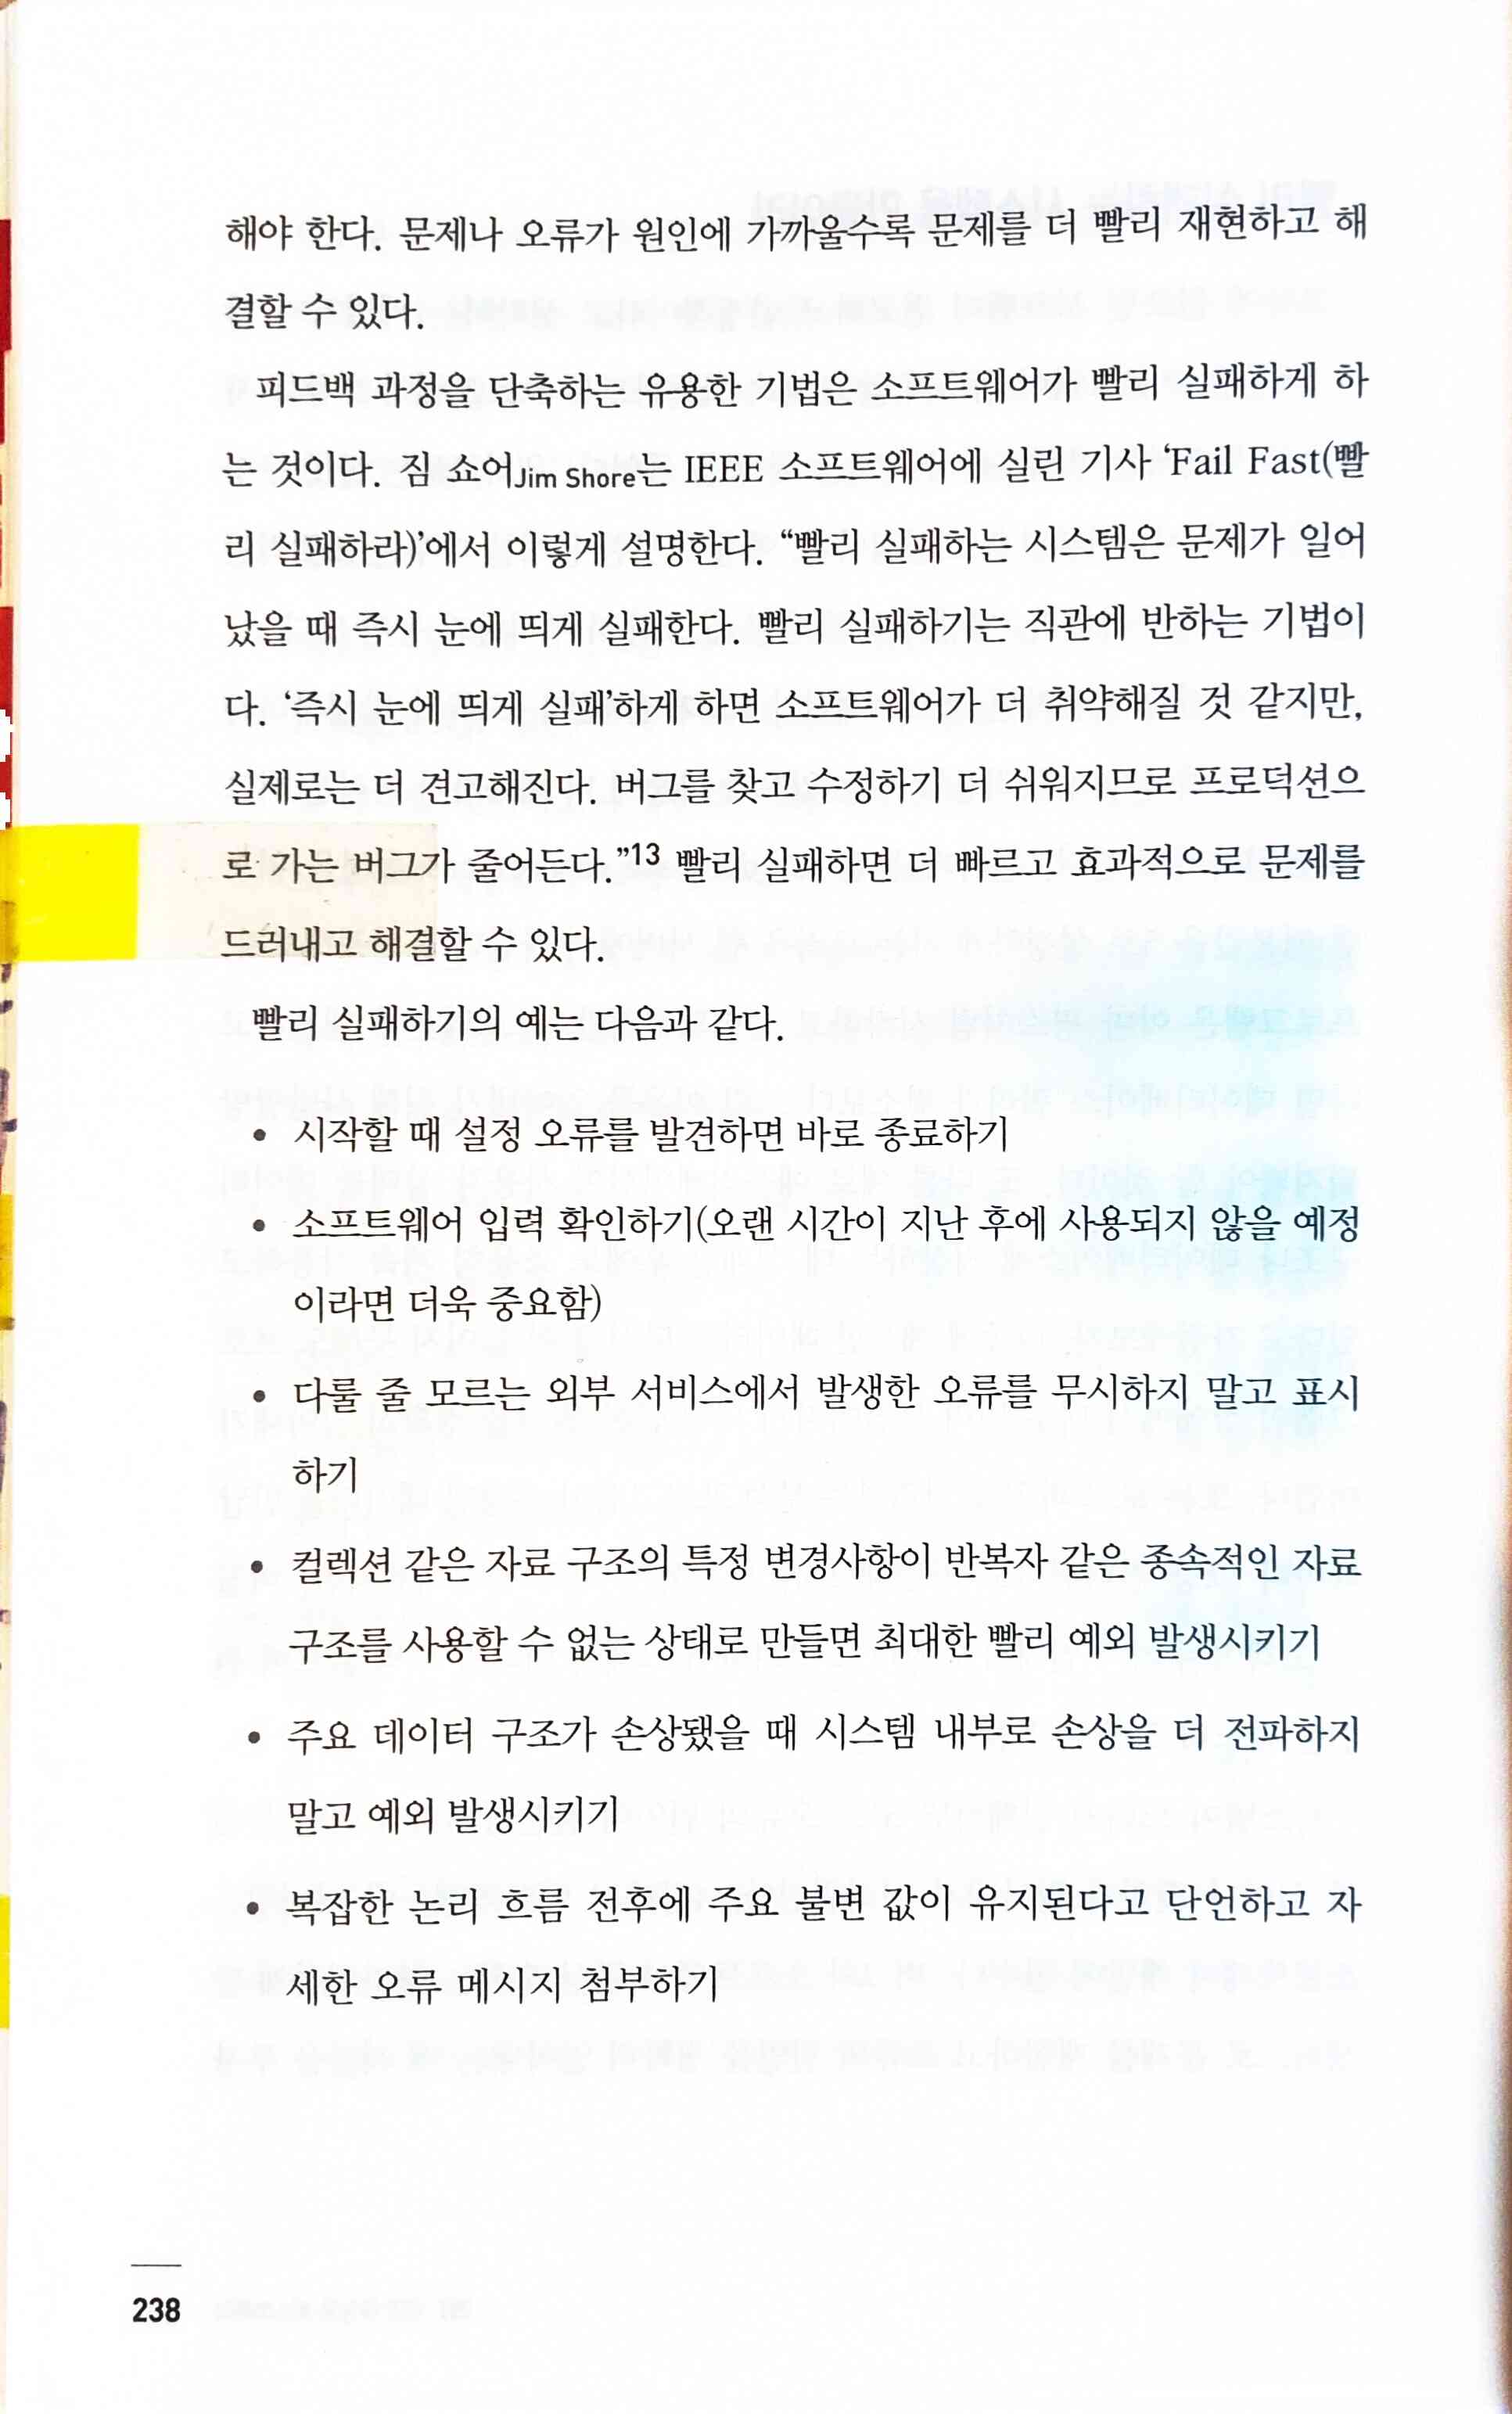 해야 한다. 문제나 오류가 원인에 가까울수록 문제를 더 빨리 재현하고 해
결할 수 있다.
피드백 과정을 단축하는 유용한 기법은 소프트웨어가 빨리 실패하게 하
는 것이다. 짐 쇼어Jim Shore는 IEEE 소프트웨어에 실린 기사 ‘Fail Fast(빨
리 실패하라)’에서 이렇게 설명한다. “빨리 실패하는 시스템은 문제가 일어
났을 때 즉시 눈에 띄게 실패한다. 빨리 실패하기는 직관에 반하는 기법이
다. ‘즉시 눈에 띄게 실패’하게 하면 소프트웨어가 더 취약해질 것 같지만,
실제로는 더 견고해진다. 버그를 찾고 수정하기 더 쉬워지므로 프로덕션으
로 가는 버그가 줄어든다.”13 빨리 실패하면 더 빠르고 효과적으로 문제를
드러내고 해결할 수 있다.
빨리 실패하기의 예는 다음과 같다.
• 시작할 때 설정 오류를 발견하면 바로 종료하기
• 소프트웨어 입력 확인하기(오랜 시간이 지난 후에 사용되지 않을 예정
이라면 더욱 중요함)
• 다룰 줄 모르는 외부 서비스에서 발생한 오류를 무시하지 말고 표시
하기
• 컬렉션 같은 자료 구조의 특정 변경사항이 반복자 같은 종속적인 자료
구조를 사용할 수 없는 상태로 만들면 최대한 빨리 예외 발생시키기
• 주요 데이터 구조가 손상됐을 때 시스템 내부로 손상을 더 전파하지
말고 예외 발생시키기
• 복잡한 논리 흐름 전후에 주요 불변 값이 유지된다고 단언하고 자
세한 오류 메시지 첨부하기
238